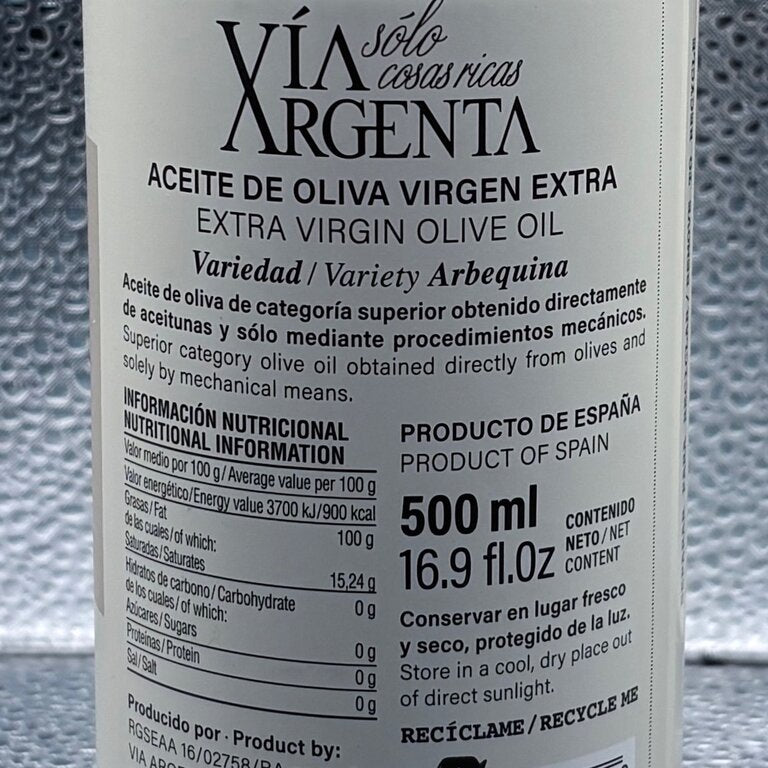 VÍA sólo
cosas ricas
ARGENTA
ACEITE DE OLIVA VIRGEN EXTRA
EXTRA VIRGIN OLIVE OIL
Variedad / Variety Arbequina
Aceite de oliva de categoría superior obtenido directamente
de aceitunas y sólo mediante procedimientos mecánicos.
Superior category olive oil obtained directly from olives and
solely by mechanical means.
INFORMACIÓN NUTRICIONAL
NUTRITIONAL INFORMATION
Valor medio por 100 g / Average value per 100 g
Valor energético/Energy value 3700 kJ/900 kcal
Grasas/Fat 100 g
de las cuales/of which:
Saturadas/Saturates 15,24 g
Hidratos de carbono/Carbohydrate 0 g
de los cuales/of which:
Azúcares/Sugars 0 g
Proteínas/Protein 0 g
Sal/Salt 0 g
Producido por · Product by:
RGSEAA 16/02758/BA
PRODUCTO DE ESPAÑA
PRODUCT OF SPAIN
500 ml
16.9 fl.Oz
CONTENIDO
NETO / NET
CONTENT
Conservar en lugar fresco
y seco, protegido de la luz.
Store in a cool, dry place out
of direct sunlight.
RECÍCLAME / RECYCLE ME